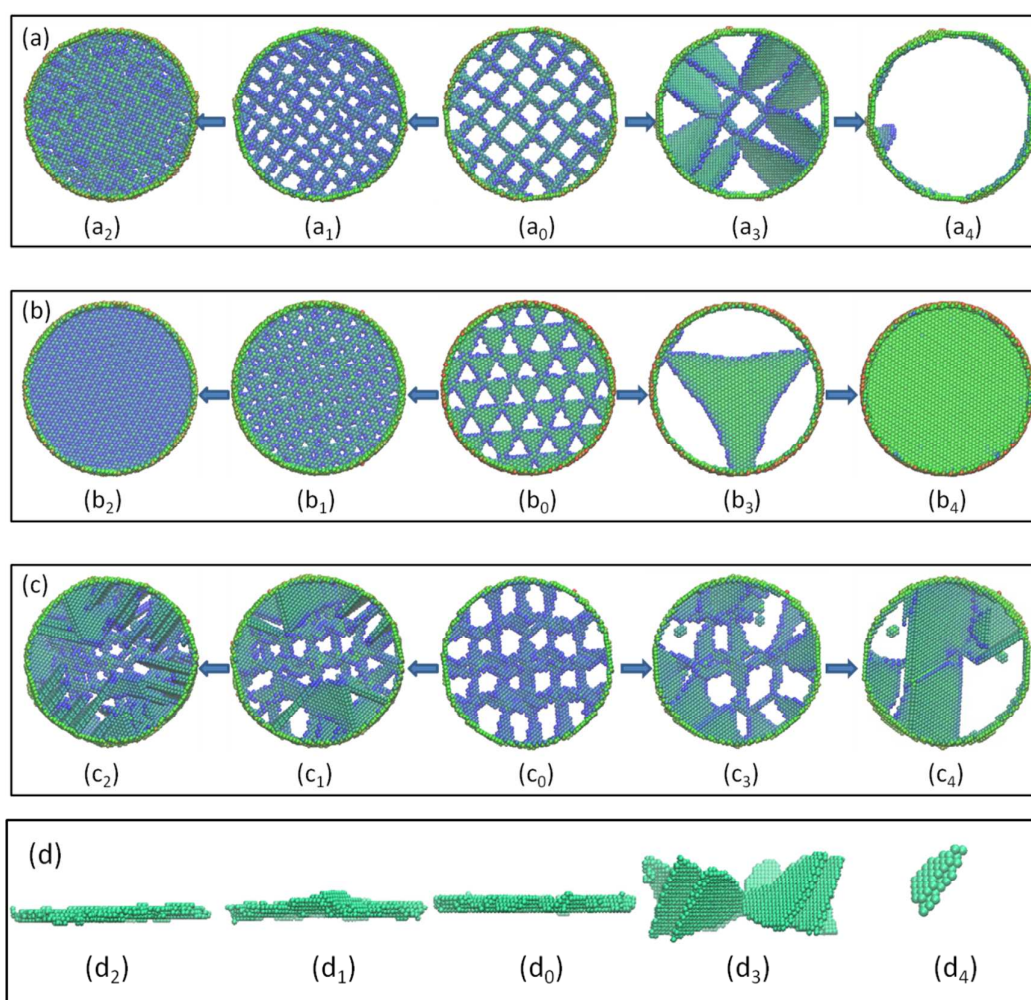 (a)
(a₂) (a₁) (a₀) (a₃) (a₄)
(b)
(b₂) (b₁) (b₀) (b₃) (b₄)
(c)
(c₂) (c₁) (c₀) (c₃) (c₄)
(d)
(d₂) (d₁) (d₀) (d₃) (d₄)